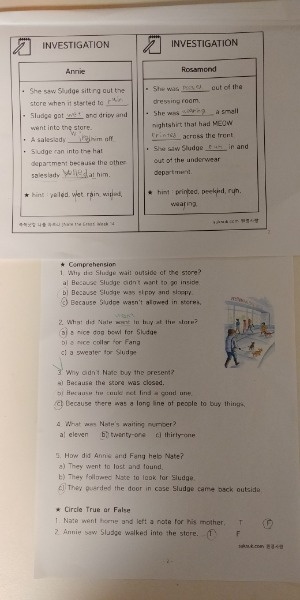 INVESTIGATION
Annie
• She saw Sludge sitting out the
store when it started to rain
• Sludge got wet and dripy and
went into the store.
• A saleslady him off.
• Sludge ran into the hat
department because the other
saleslady yelled at him.
★ hint : yelled, wet, rain, wiped,
INVESTIGATION
Rosamond
• She was out of the
dressing room.
• She was wearing a small
nightshirt that had MEOW
printed across the front.
• She saw Sludge run in and
out of the underwear
department.
★ hint : printed, peeked, run,
wearing,
★ Comprehension
1. Why did Sludge wait outside of the store?
a) Because Sludge didn't want to go inside.
b) Because Sludge was slipy and sloppy.
c) Because Sludge wasn't allowed in stores.
2. What did Nate want to buy at the store?
a) a nice dog bowl for Sludge
b) a nice collar for Fang
c) a sweater for Sludge
3. Why didn't Nate buy the present?
a) Because the store was closed.
b) Because he could not find a good one.
c) Because there was a long line of people to buy things.
4. What was Nate's waiting number?
a) eleven b) twenty-one c) thirty-one
5. How did Annie and Fang help Nate?
a) They went to lost and found.
b) They followed Nate to look for Sludge.
c) They guarded the door in case Sludge came back outside.
★ Circle True or False
1. Nate went home and left a note for his mother. T F
2. Annie saw Sludge walked into the store. T F